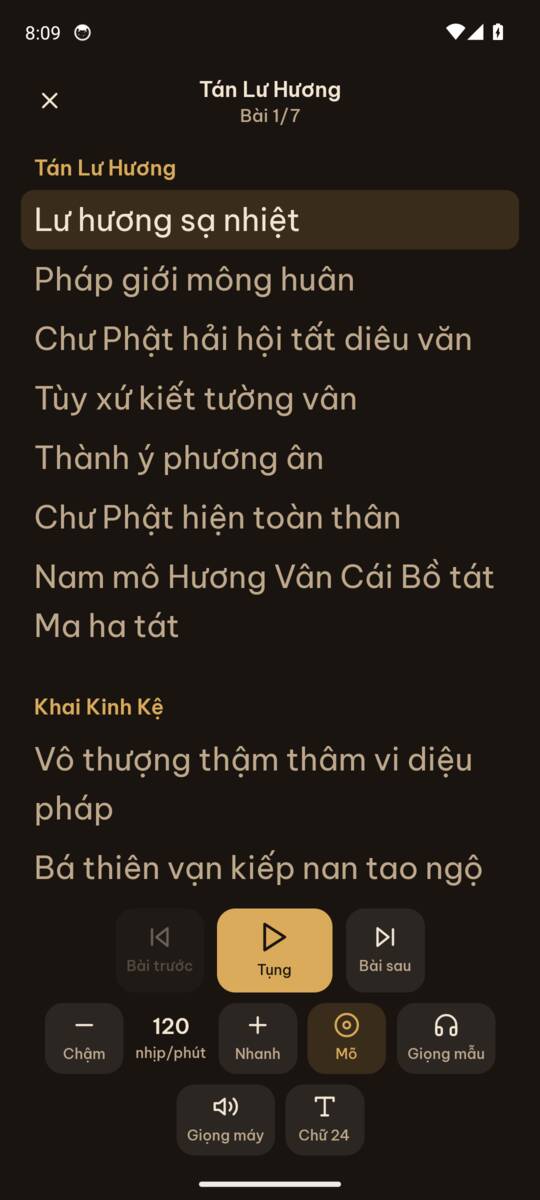 8:09
Tán Lư Hương
Bài 1/7
Tán Lư Hương
Lư hương sạ nhiệt
Pháp giới mông huân
Chư Phật hải hội tất diêu văn
Tùy xứ kiết tường vân
Thành ý phương ân
Chư Phật hiện toàn thân
Nam mô Hương Vân Cái Bồ tát
Ma ha tát
Khai Kinh Kệ
Vô thượng thậm thâm vi diệu
pháp
Bá thiên vạn kiếp nan tao ngộ
Bài trước
Tụng
Bài sau
Chậm
120
nhịp/phút
Nhanh
Mõ
Giọng mẫu
Giọng máy
Chữ 24